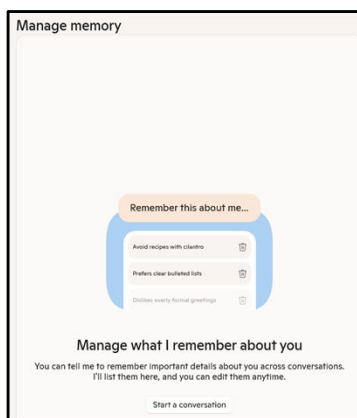 Manage memory
Remember this about me...
Avoid recipes with cilantro
Prefers clear bulleted lists
Dislikes overly formal greetings
Manage what I remember about you
You can tell me to remember important details about you across conversations.
I'll list them here, and you can edit them anytime.
Start a conversation